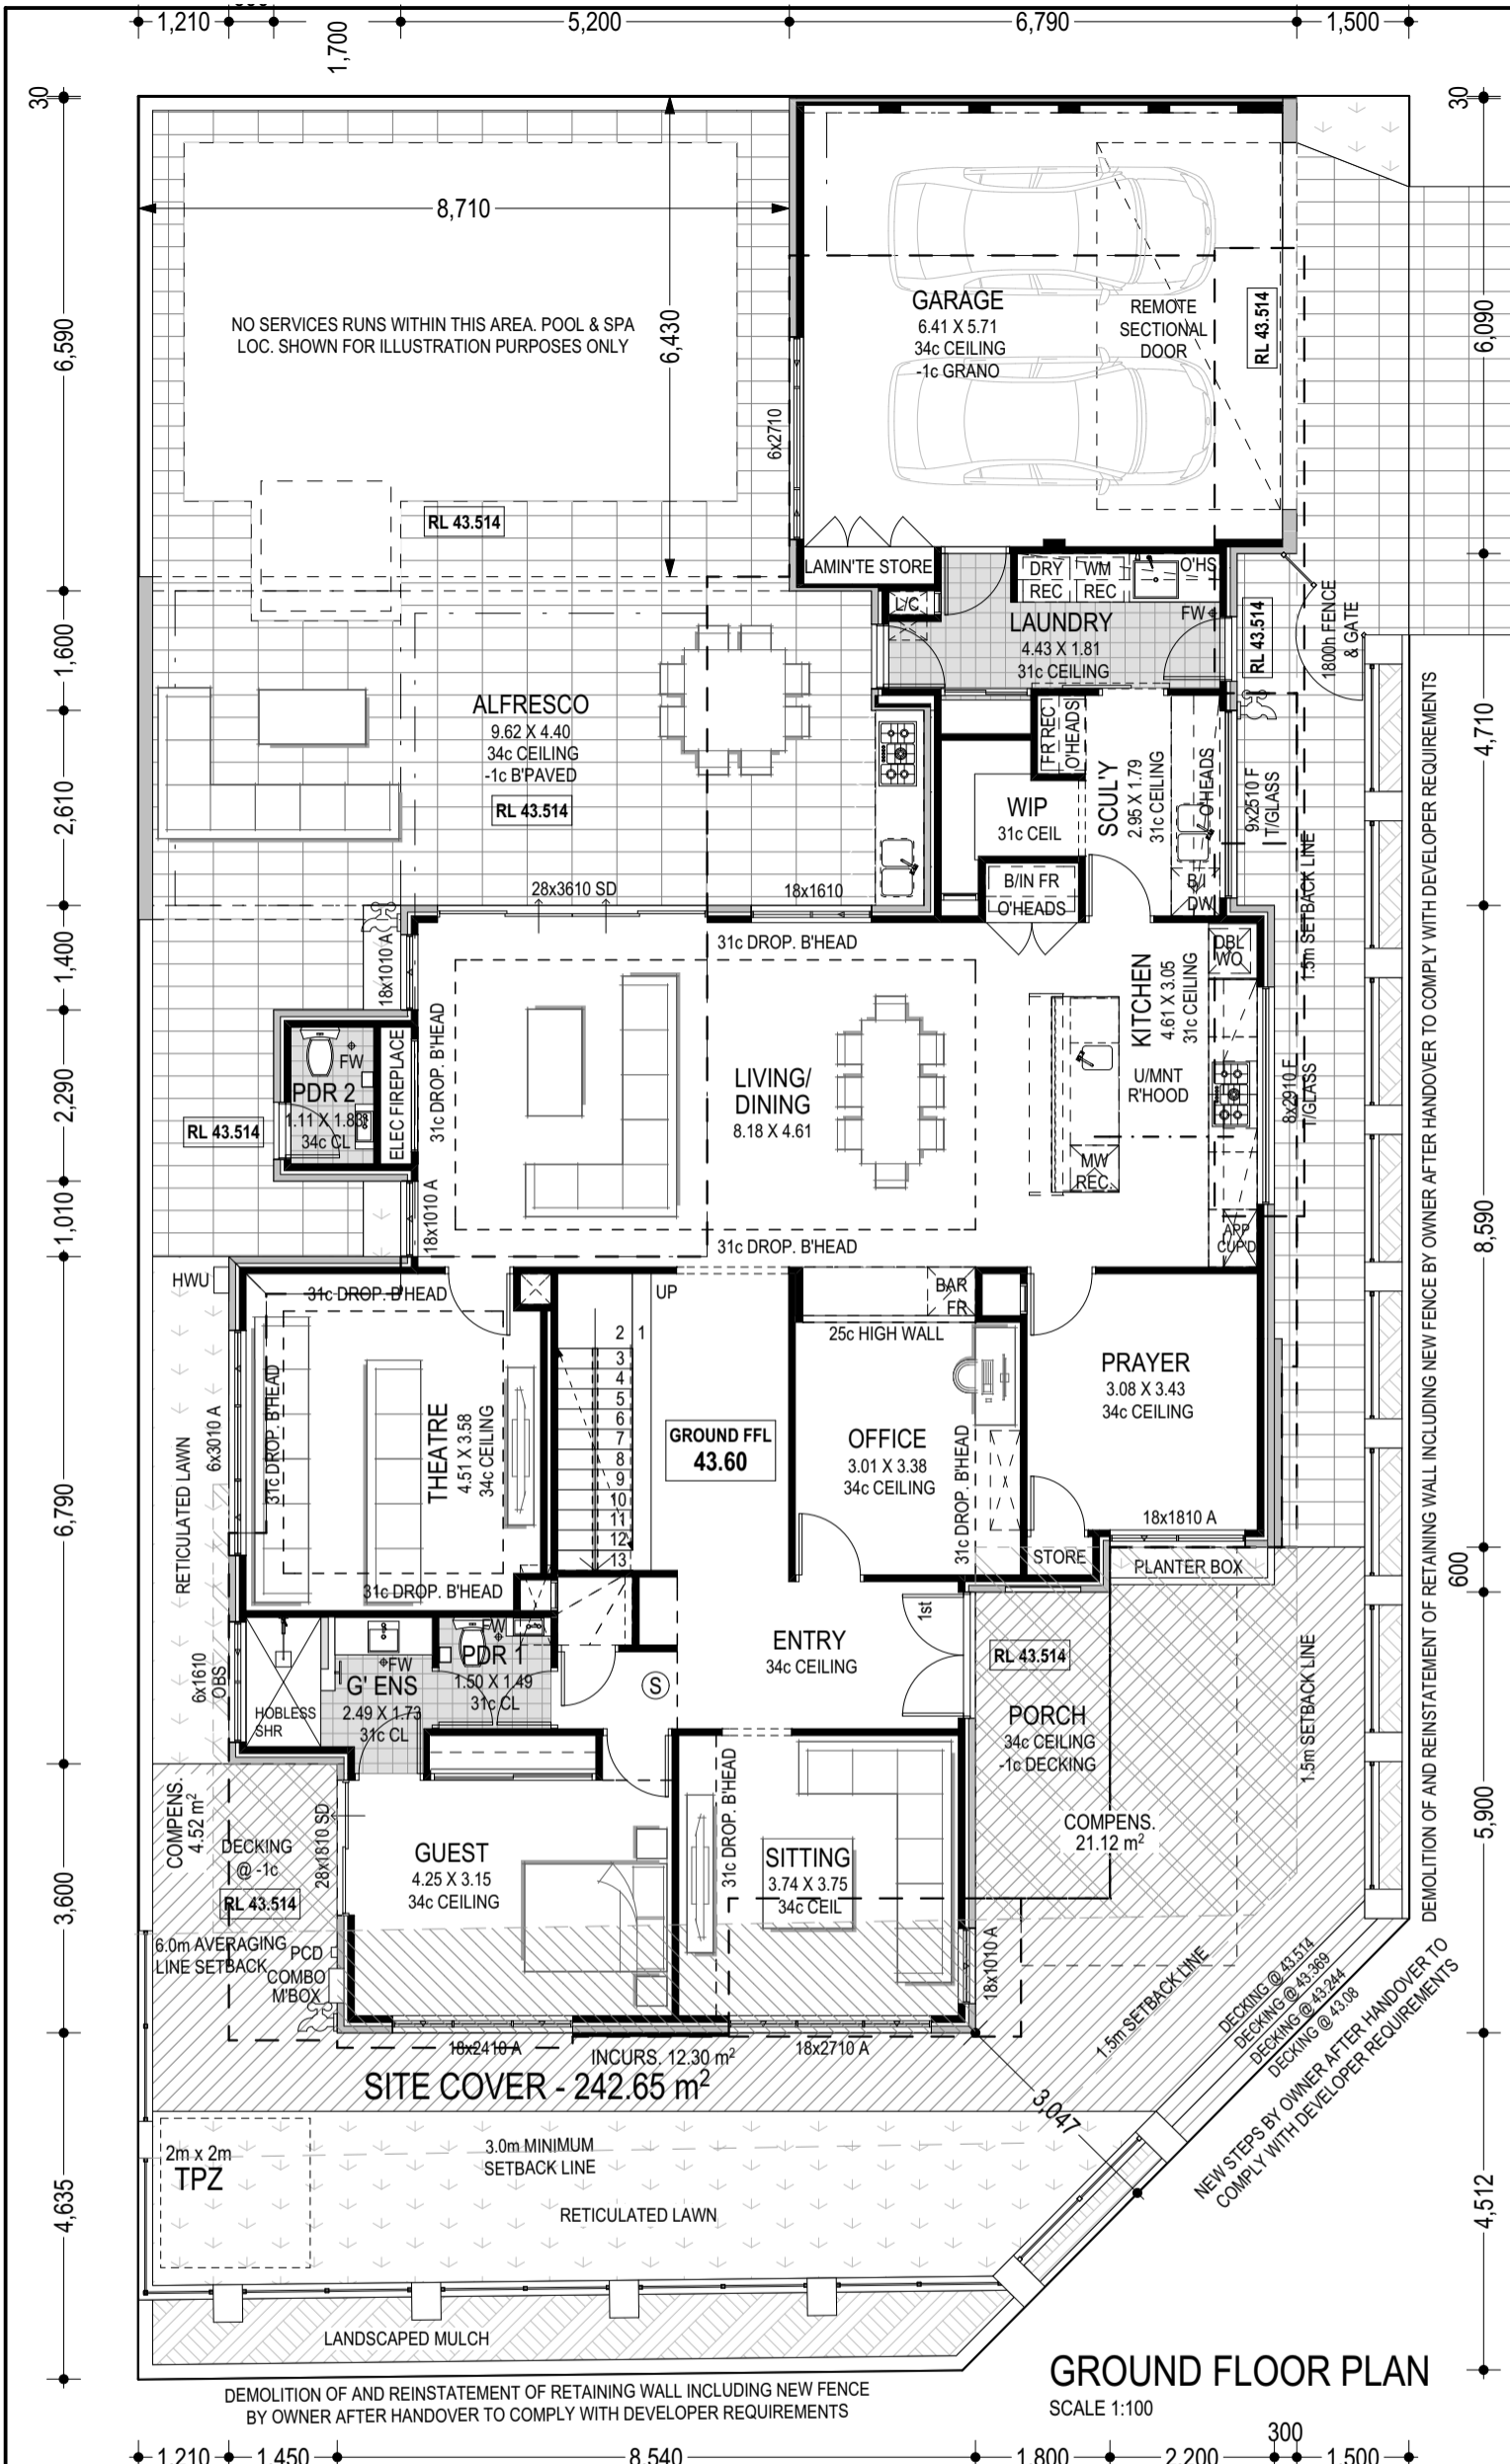 1,210
5,200
6,790
1,500
1,700
30
30
8,710
6,430
NO SERVICES RUNS WITHIN THIS AREA. POOL & SPA
LOC. SHOWN FOR ILLUSTRATION PURPOSES ONLY
GARAGE
6.41 X 5.71
34c CEILING
-1c GRANO
REMOTE
SECTIONAL
DOOR
RL 43.514
6,590
6,090
6x2710
RL 43.514
LAMIN'TE STORE
DRY
REC
WM
REC
O'HS
L/C
FW
LAUNDRY
4.43 X 1.81
31c CEILING
RL 43.514
1800h FENCE
& GATE
1,600
ALFRESCO
9.62 X 4.40
34c CEILING
-1c B'PAVED
RL 43.514
FR REC
O'HEADS
SCUL'Y
2.95 X 1.79
31c CEILING
O'HEADS
9x2510 F
T/GLASS
4,710
2,610
WIP
31c CEIL
B/IN FR
O'HEADS
B/I
DW
1.5m SETBACK LINE
28x3610 SD
18x1610
31c DROP. B'HEAD
DBL
WO
1,400
18x1010 A
31c DROP. B'HEAD
KITCHEN
4.61 X 3.05
31c CEILING
FW
PDR 2
1.11 X 1.83
34c CL
ELEC FIREPLACE
LIVING/
DINING
8.18 X 4.61
U/MNT
R'HOOD
8x2910 F
T/GLASS
2,290
RL 43.514
MW
REC
18x1010 A
31c DROP. B'HEAD
APP
CUP'D
1,010
8,590
HWU
31c DROP. B'HEAD
UP
BAR
FR
25c HIGH WALL
2
1
3
4
5
6
7
8
9
10
11
12
13
PRAYER
3.08 X 3.43
34c CEILING
RETICULATED LAWN
6x3010 A
31c DROP. B'HEAD
THEATRE
4.51 X 3.58
34c CEILING
GROUND FFL
43.60
OFFICE
3.01 X 3.38
34c CEILING
31c DROP. B'HEAD
18x1810 A
6,790
31c DROP. B'HEAD
STORE
PLANTER BOX
600
1st
ENTRY
34c CEILING
RL 43.514
6x1610
OBS
HOBLESS
SHR
FW
G' ENS
2.49 X 1.73
31c CL
FW
PDR 1
1.50 X 1.49
31c CL
S
PORCH
34c CEILING
-1c DECKING
1.5m SETBACK LINE
COMPENS.
4.52 m²
DECKING
@ -1c
RL 43.514
28x1810 SD
GUEST
4.25 X 3.15
34c CEILING
31c DROP. B'HEAD
SITTING
3.74 X 3.75
34c CEIL
COMPENS.
21.12 m²
5,900
3,600
6.0m AVERAGING
LINE SETBACK
PCD
COMBO
M'BOX
18x1010 A
1.5m SETBACK LINE
DECKING @ 43.514
DECKING @ 43.369
DECKING @ 43.244
DECKING @ 43.08
NEW STEPS BY OWNER AFTER HANDOVER TO
COMPLY WITH DEVELOPER REQUIREMENTS
DEMOLITION OF AND REINSTATEMENT OF RETAINING WALL INCLUDING NEW FENCE BY OWNER AFTER HANDOVER TO COMPLY WITH DEVELOPER REQUIREMENTS
18x2410 A
INCURS. 12.30 m²
18x2710 A
SITE COVER - 242.65 m²
3,047
2m x 2m
TPZ
3.0m MINIMUM
SETBACK LINE
RETICULATED LAWN
4,635
4,512
LANDSCAPED MULCH
DEMOLITION OF AND REINSTATEMENT OF RETAINING WALL INCLUDING NEW FENCE
BY OWNER AFTER HANDOVER TO COMPLY WITH DEVELOPER REQUIREMENTS
GROUND FLOOR PLAN
SCALE 1:100
1,210
1,450
8,540
1,800
2,200
300
1,500